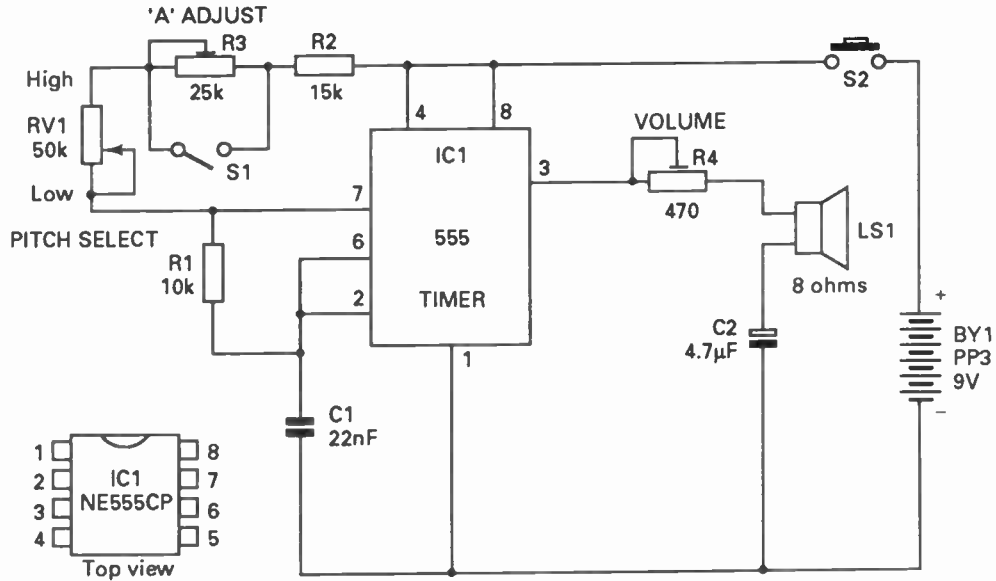 'A' ADJUST
R3
25k
R2
15k
High
RV1
50k
Low
PITCH SELECT
S1
S2
4
8
IC1
7
6
555
2
TIMER
1
3
VOLUME
R4
470
LS1
8 ohms
R1
10k
C2
4.7µF
+
BY1
PP3
9V
−
C1
22nF
1
2
3
4
IC1
NE555CP
8
7
6
5
Top view